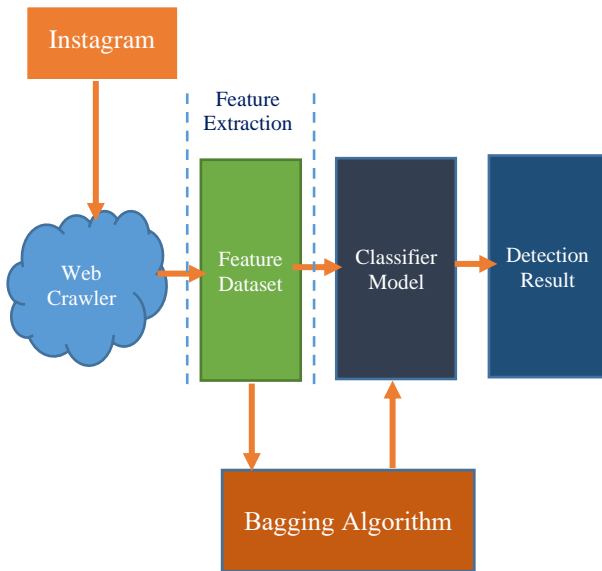 Instagram
Feature
Extraction
Web
Crawler
Feature
Dataset
Classifier
Model
Detection
Result
Bagging Algorithm